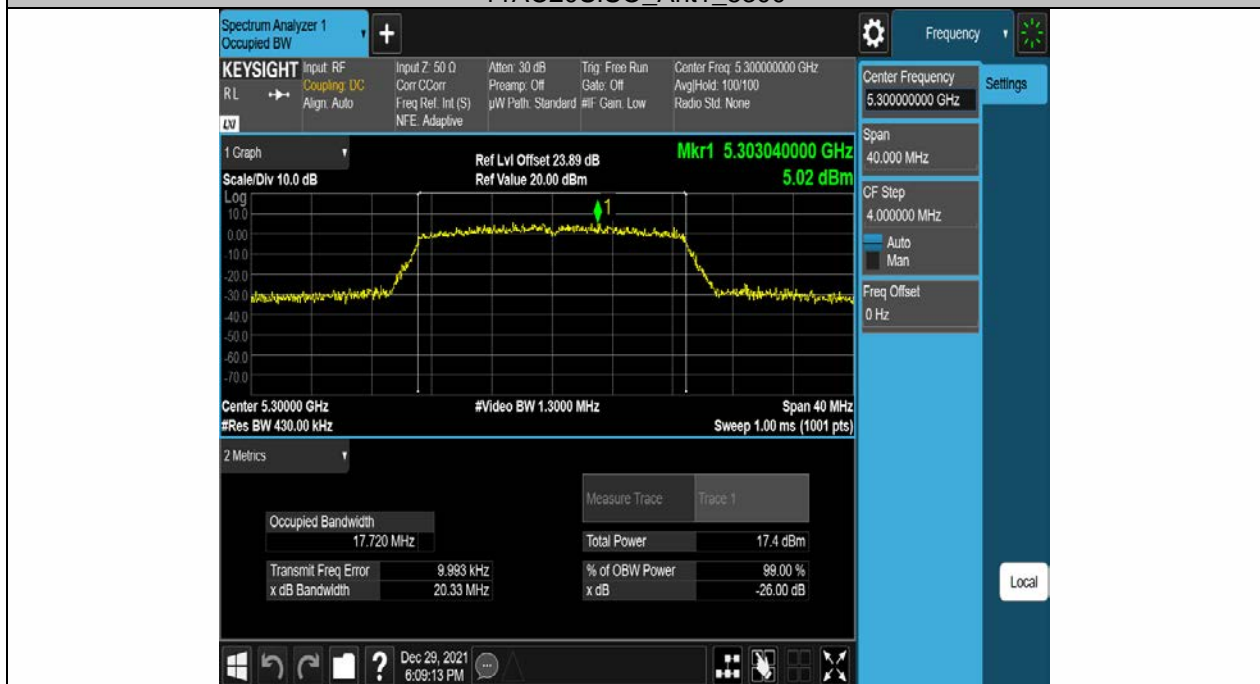 Spectrum Analyzer 1
Occupied BW
Frequency
KEYSIGHT
RL
LXI
Input: RF
Coupling: DC
Align: Auto
Input Z: 50 Ω
Corr CCorr
Freq Ref: Int (S)
NFE: Adaptive
Atten: 30 dB
Preamp: Off
µW Path: Standard
Trig: Free Run
Gate: Off
#IF Gain: Low
Center Freq: 5.300000000 GHz
Avg|Hold: 100/100
Radio Std: None
Center Frequency
5.300000000 GHz
Settings
Span
40.000 MHz
CF Step
4.000000 MHz
Auto
Man
Freq Offset
0 Hz
1 Graph
Scale/Div 10.0 dB
Ref Lvl Offset 23.89 dB
Ref Value 20.00 dBm
Mkr1 5.303040000 GHz
5.02 dBm
Log
10.0
0.00
-10.0
-20.0
-30.0
-40.0
-50.0
-60.0
-70.0
1
Center 5.30000 GHz
#Res BW 430.00 kHz
#Video BW 1.3000 MHz
Span 40 MHz
Sweep 1.00 ms (1001 pts)
2 Metrics
Measure Trace
Trace 1
Occupied Bandwidth
17.720 MHz
Total Power
17.4 dBm
Transmit Freq Error
9.993 kHz
% of OBW Power
99.00 %
x dB Bandwidth
20.33 MHz
x dB
-26.00 dB
Local
Dec 29, 2021
6:09:13 PM